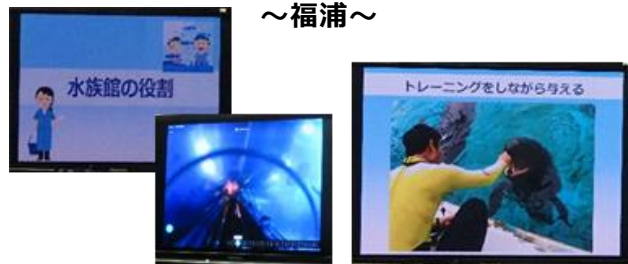 ～福浦～
水族館の役割
トレーニングをしながら与える